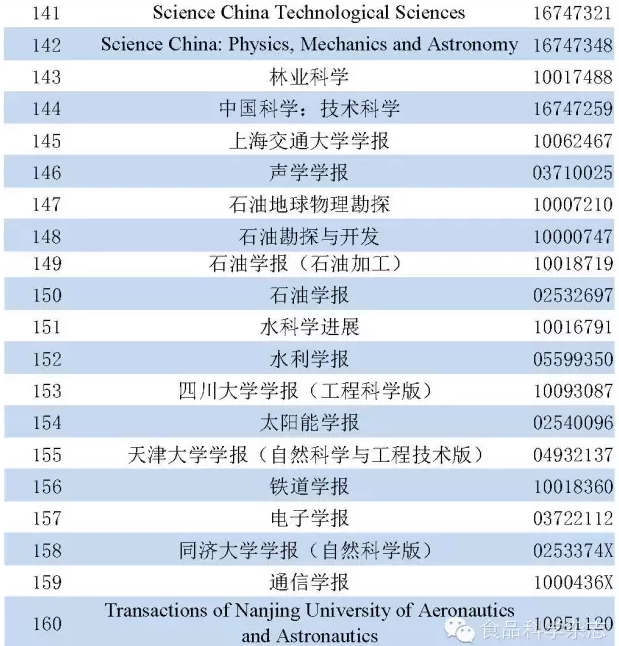 141 Science China Technological Sciences 16747321
142 Science China: Physics, Mechanics and Astronomy 16747348
143 林业科学 10017488
144 中国科学：技术科学 16747259
145 上海交通大学学报 10062467
146 声学学报 03710025
147 石油地球物理勘探 10007210
148 石油勘探与开发 10000747
149 石油学报（石油加工） 10018719
150 石油学报 02532697
151 水科学进展 10016791
152 水利学报 05599350
153 四川大学学报（工程科学版） 10093087
154 太阳能学报 02540096
155 天津大学学报（自然科学与工程技术版） 04932137
156 铁道学报 10018360
157 电子学报 03722112
158 同济大学学报（自然科学版） 0253374X
159 通信学报 1000436X
160 Transactions of Nanjing University of Aeronautics and Astronautics 10051120
食品科学杂志